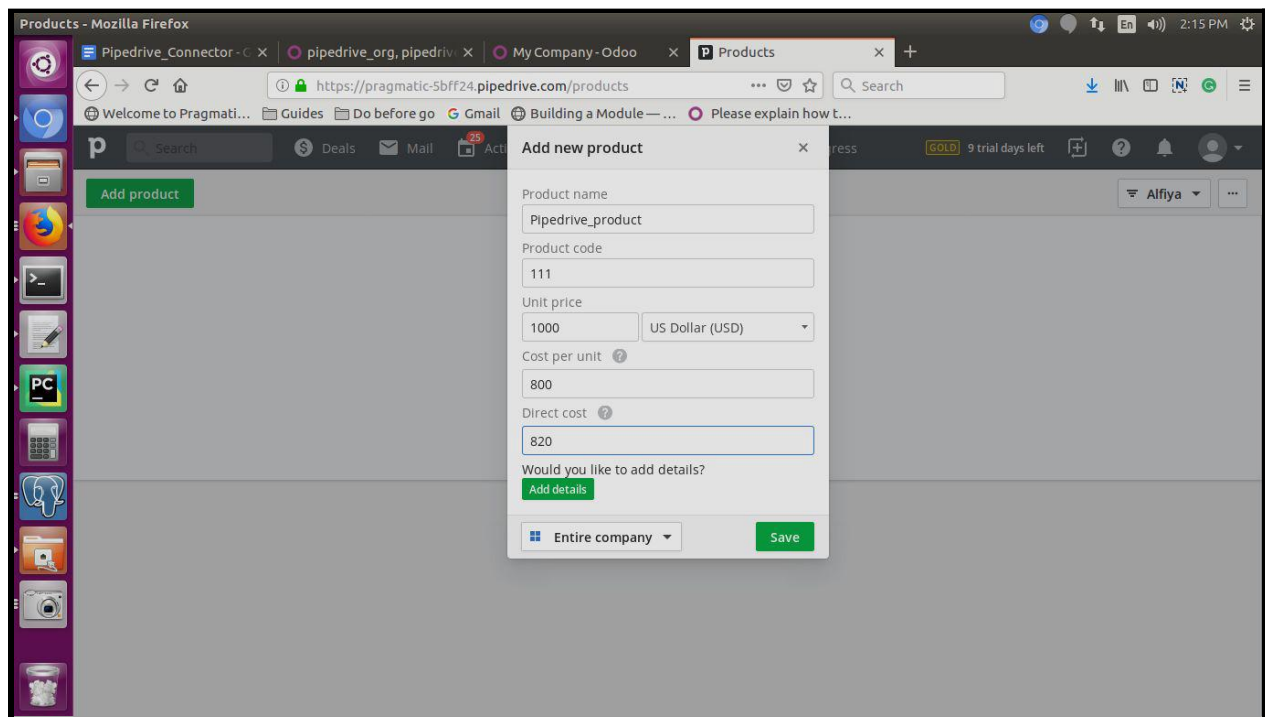 Products - Mozilla Firefox
En 2:15 PM
Pipedrive_Connector - G pipedrive_org, pipedriv My Company - Odoo Products
https://pragmatic-5bff24.pipedrive.com/products Search
Welcome to Pragmati... Guides Do before go G Gmail Building a Module — ... Please explain how t...
p Search Deals Mail 25 Acti Add new product gress GOLD 9 trial days left
Add product Alfiya
Product name
Pipedrive_product
Product code
111
Unit price
1000 US Dollar (USD)
Cost per unit ?
800
Direct cost ?
820
Would you like to add details?
Add details
Entire company Save
PC